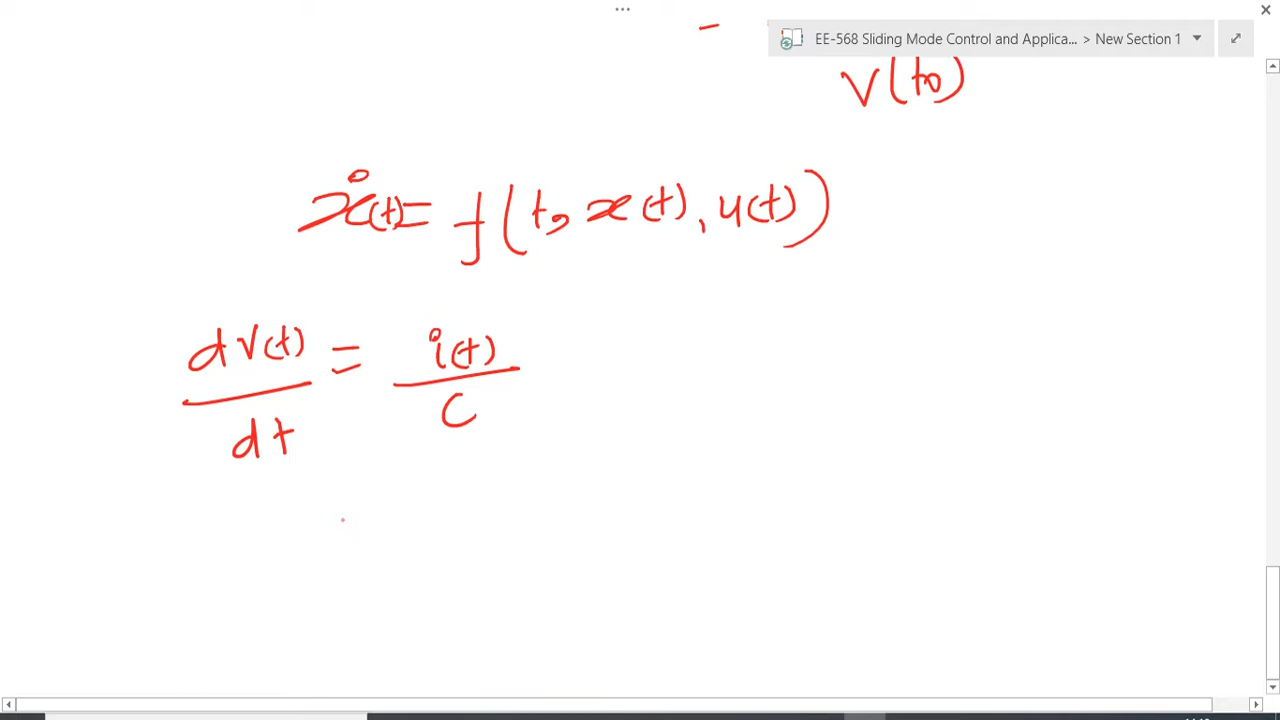 ...
EE-568 Sliding Mode Control and Applica... > New Section 1
V(t₀)
ẋ(t) = f(t, x(t), u(t))
dV(t)/dt = i(t)/C